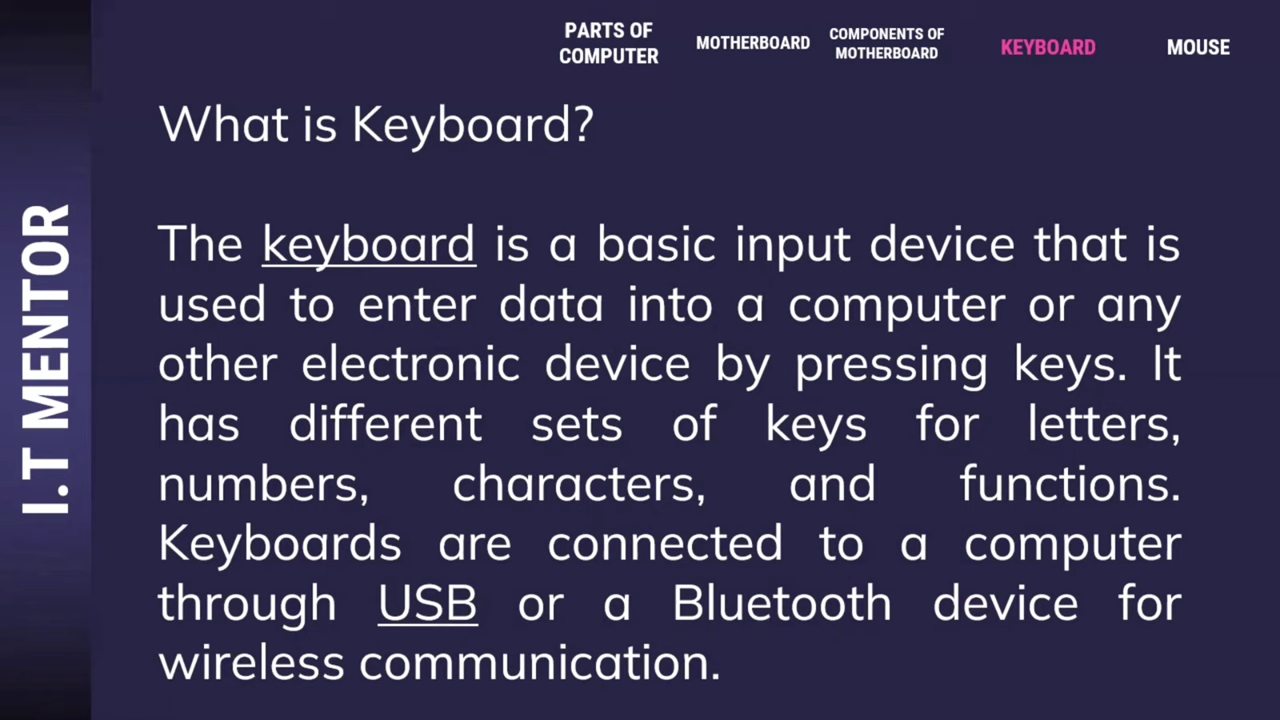 PARTS OF
COMPUTER
MOTHERBOARD
COMPONENTS OF
MOTHERBOARD
KEYBOARD
MOUSE
I.T MENTOR
What is Keyboard?
The keyboard is a basic input device that is
used to enter data into a computer or any
other electronic device by pressing keys. It
has different sets of keys for letters,
numbers, characters, and functions.
Keyboards are connected to a computer
through USB or a Bluetooth device for
wireless communication.